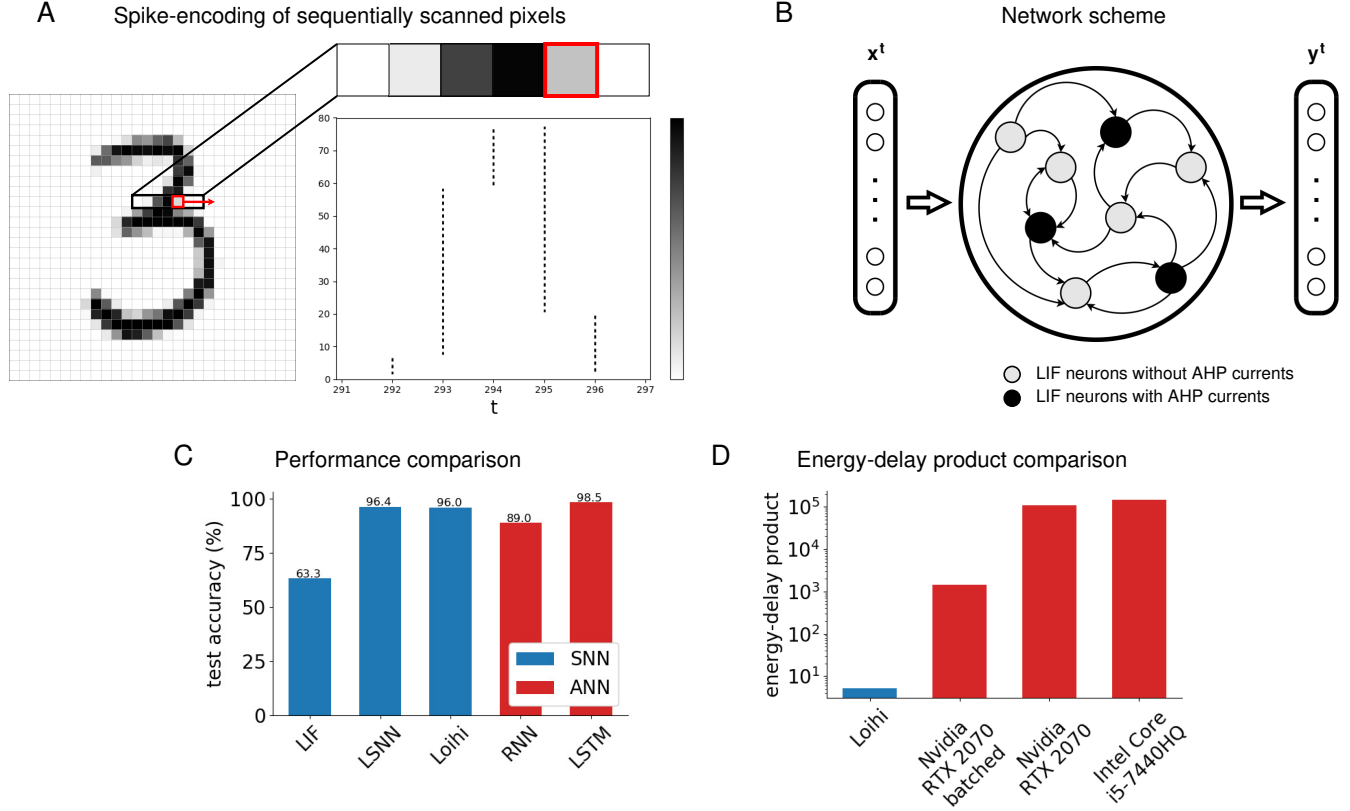 A
Spike-encoding of sequentially scanned pixels
80
70
60
50
40
30
20
10
0
291 292 293 294 295 296 297
t
B
Network scheme
x^t
y^t
LIF neurons without AHP currents
LIF neurons with AHP currents
C
Performance comparison
test accuracy (%)
100
75
50
25
0
63.3
96.4
96.0
89.0
98.5
SNN
ANN
LIF
LSNN
Loihi
RNN
LSTM
D
Energy-delay product comparison
energy-delay product
10^5
10^4
10^3
10^2
10^1
Loihi
Nvidia
RTX 2070
batched
Nvidia
RTX 2070
Intel Core
i5-7440HQ